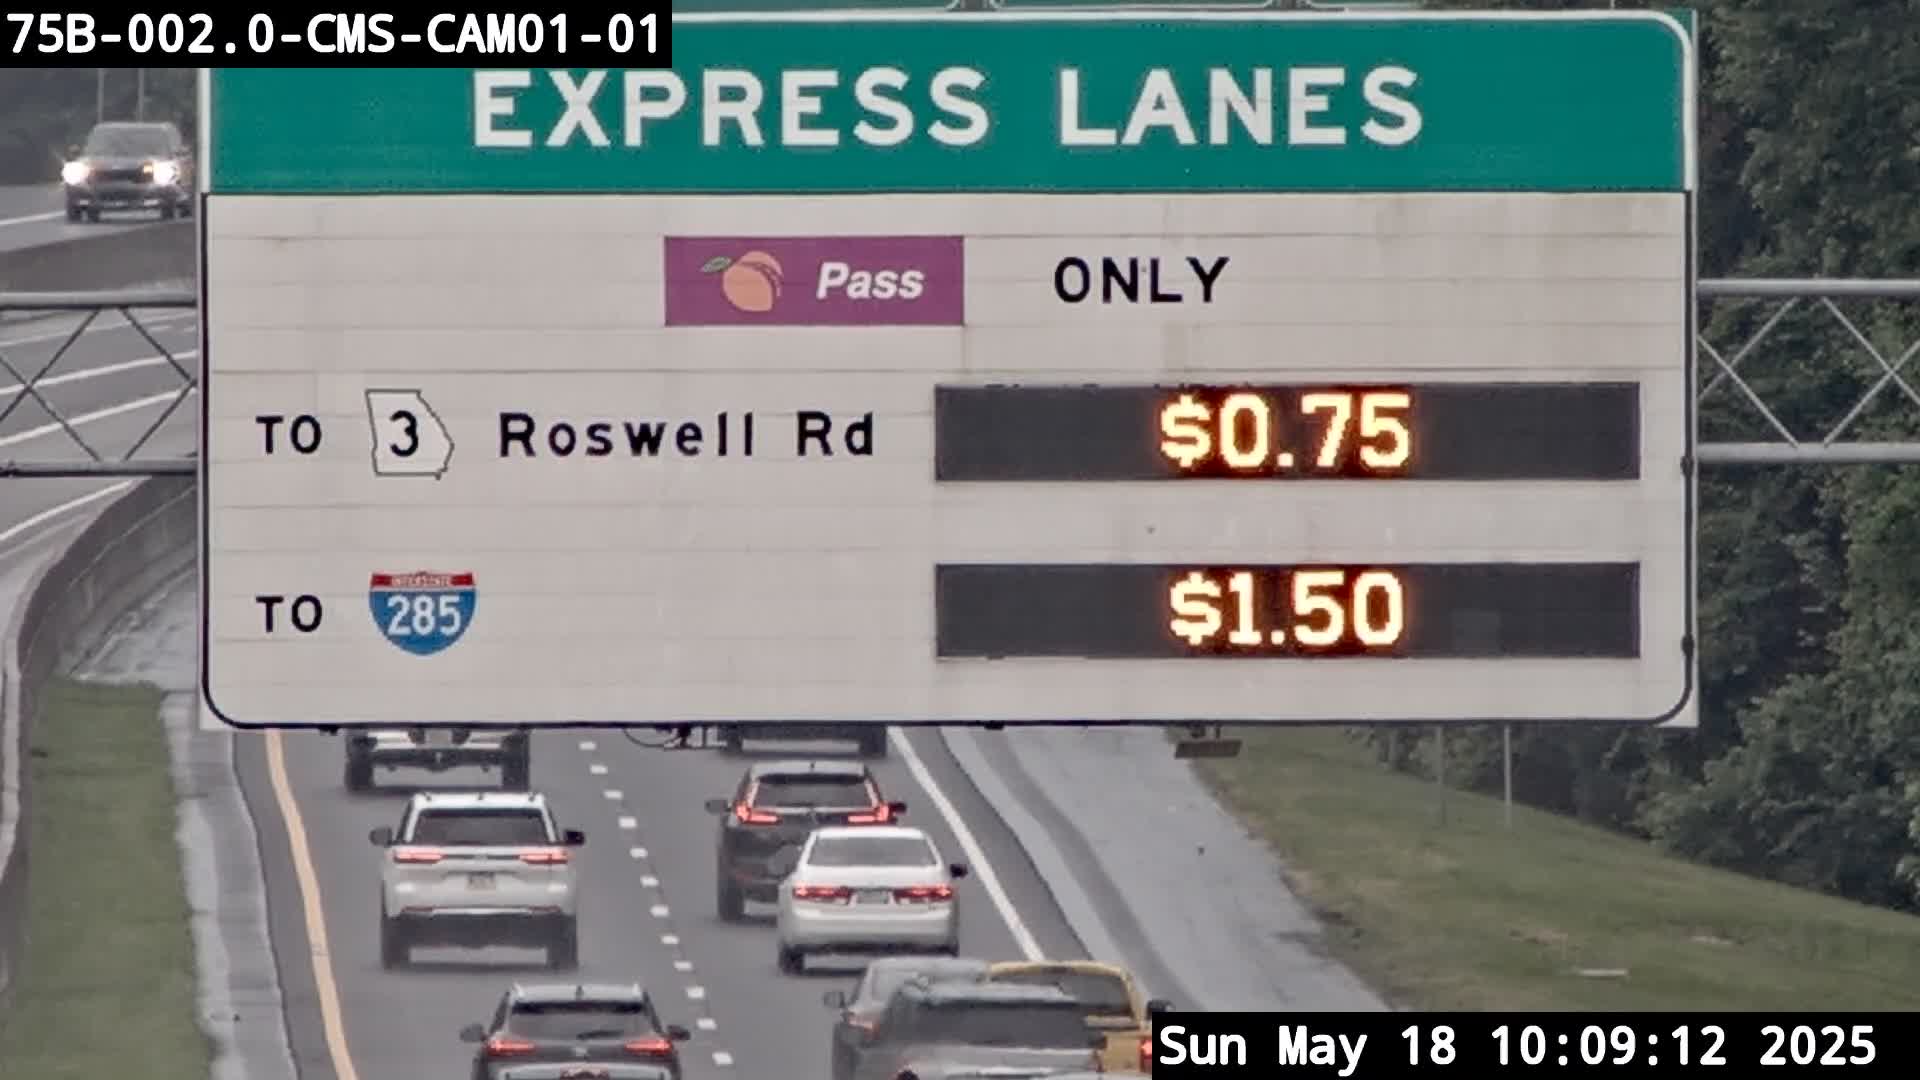 75B-002.0-CMS-CAM01-01
EXPRESS LANES
Pass ONLY
TO 3 Roswell Rd $0.75
INTERSTATE
TO 285 $1.50
Sun May 18 10:09:12 2025